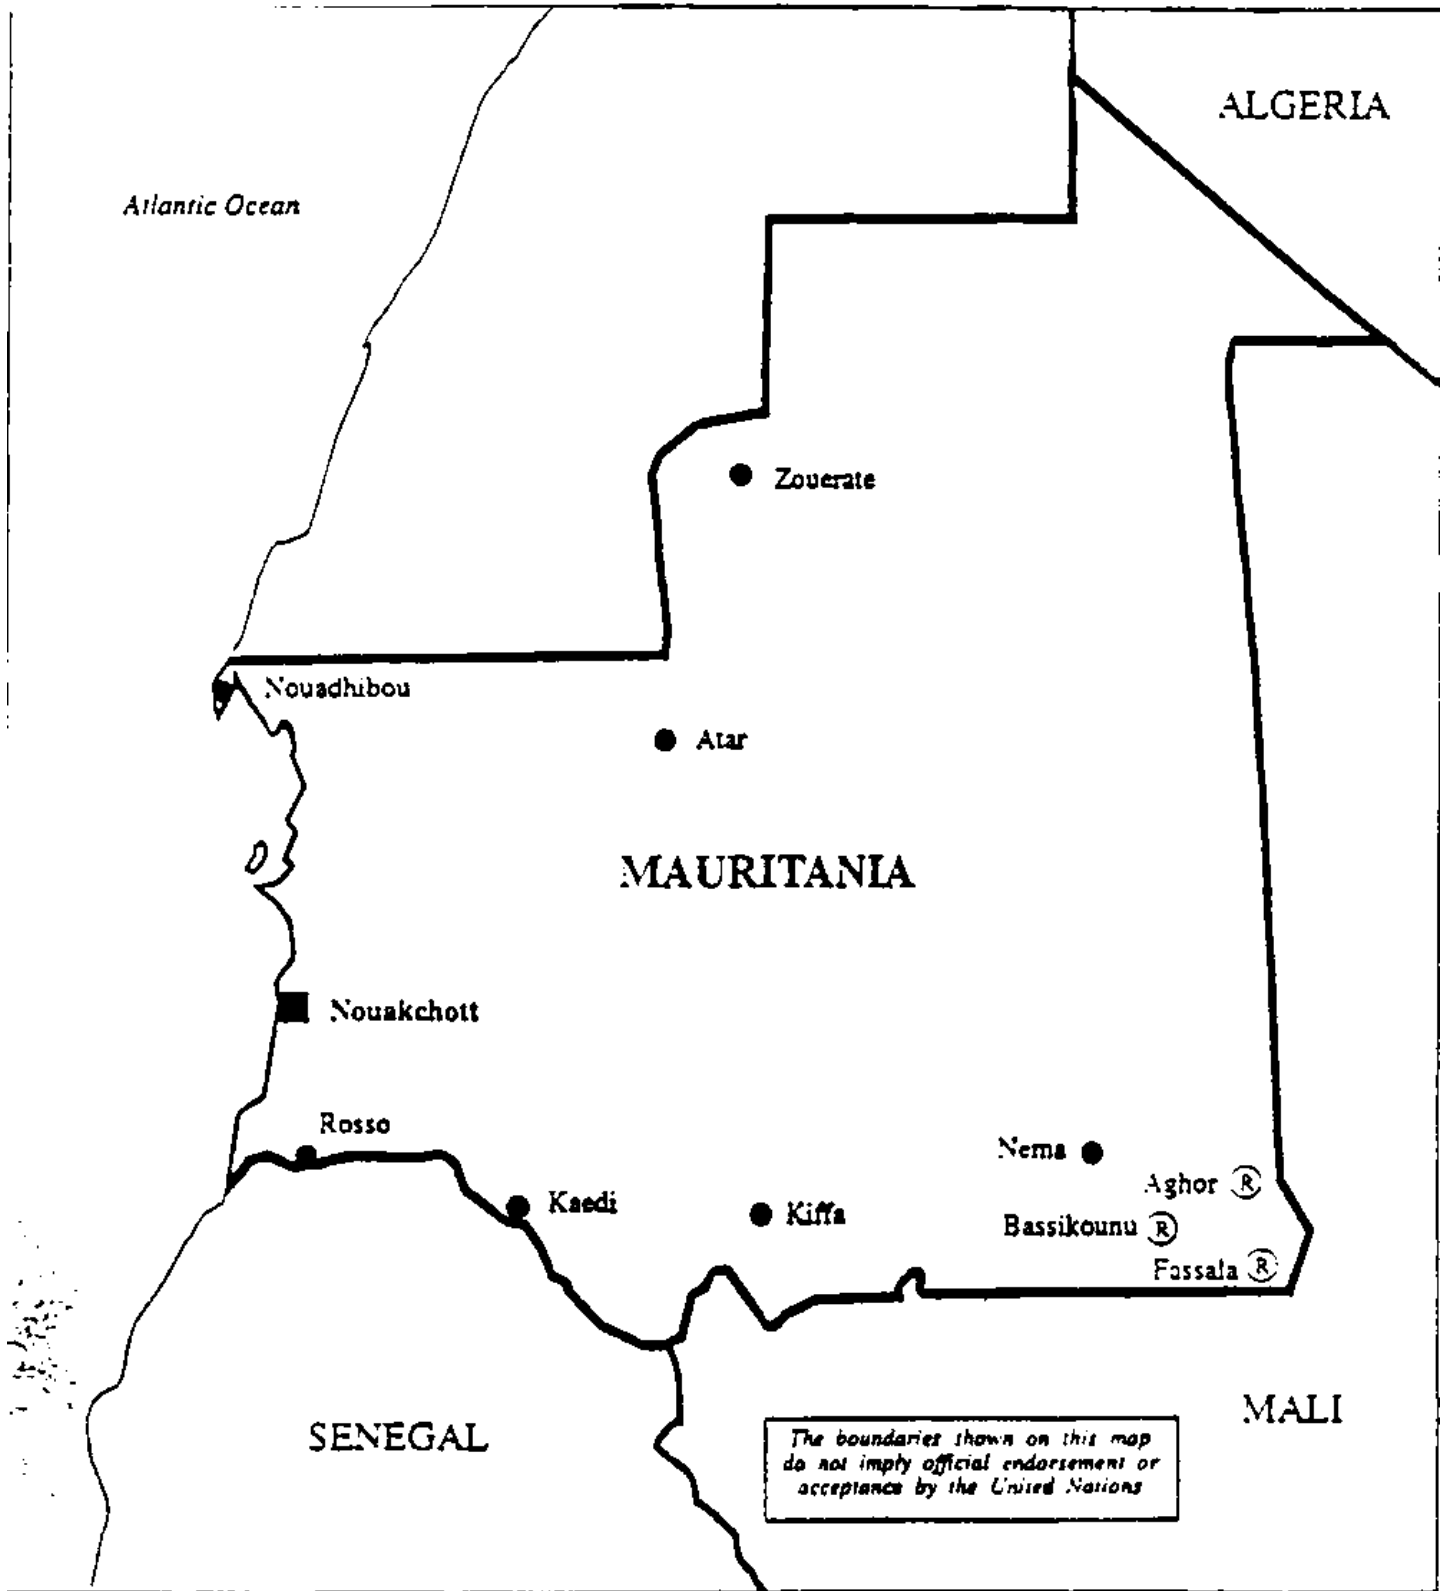 ALGERIA
Atlantic Ocean
Zouerate
Nouadhibou
Atar
MAURITANIA
Nouakchott
Rosso
Nema
Aghor R
Kaedi
Kiffa
Bassikounu R
Fassala R
MALI
SENEGAL
The boundaries shown on this map
do not imply official endorsement or
acceptance by the United Nations